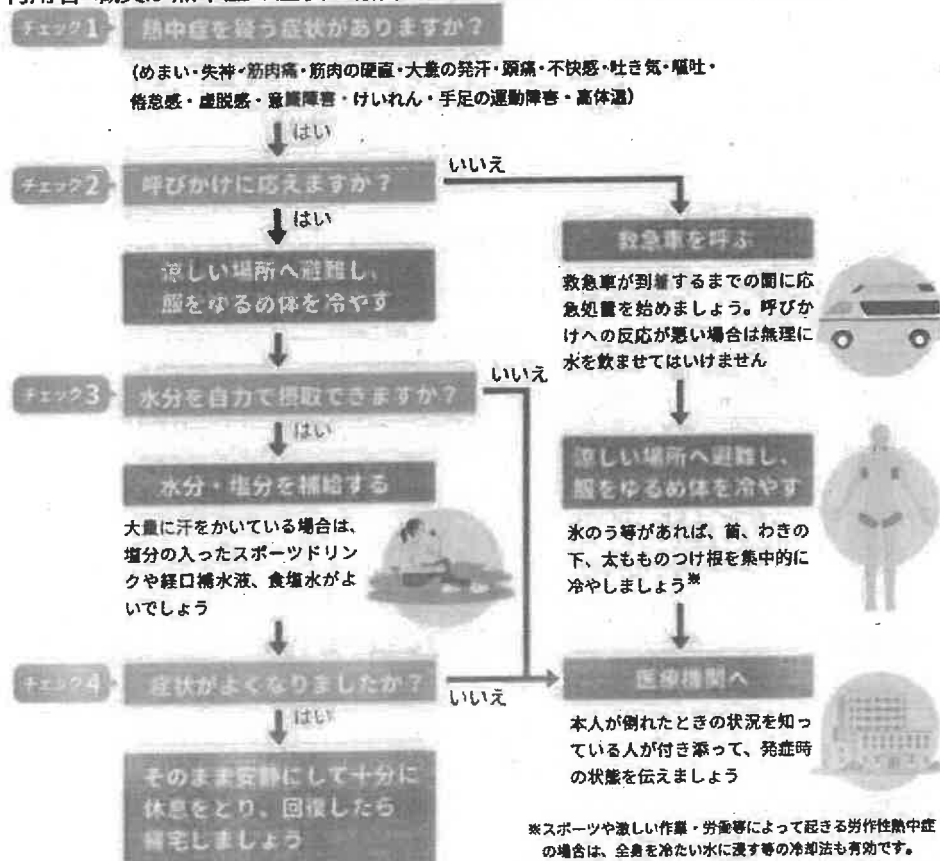 チェック1 熱中症を疑う症状がありますか？
（めまい・失神・筋肉痛・筋肉の硬直・大量の発汗・頭痛・不快感・吐き気・嘔吐・
倦怠感・虚脱感・意識障害・けいれん・手足の運動障害・高体温）
はい
チェック2 呼びかけに応えますか？
いいえ
はい
涼しい場所へ避難し、
服をゆるめ体を冷やす
チェック3 水分を自力で摂取できますか？
いいえ
はい
水分・塩分を補給する
大量に汗をかいている場合は、
塩分の入ったスポーツドリン
クや経口補水液、食塩水がよ
いでしょう
チェック4 症状がよくなりましたか？
いいえ
はい
そのまま安静にして十分に
休息をとり、回復したら
帰宅しましょう
救急車を呼ぶ
救急車が到着するまでの間に応
急処置を始めましょう。呼びか
けへの反応が悪い場合は無理に
水を飲ませてはいけません
涼しい場所へ避難し、
服をゆるめ体を冷やす
氷のう等があれば、首、わきの
下、太もものつけ根を集中的に
冷やしましょう※
医療機関へ
本人が倒れたときの状況を知っ
ている人が付き添って、発症時
の状態を伝えましょう
※スポーツや激しい作業・労働等によって起きる労作性熱中症
の場合は、全身を冷たい水に浸す等の冷却法も有効です。